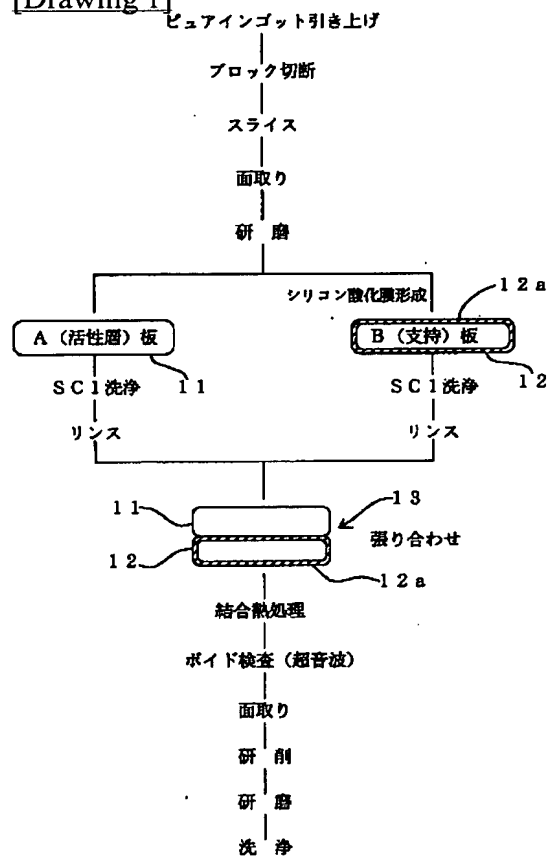 [Drawing 1]
ピュアインゴット引き上げ
ブロック切断
スライス
面取り
研 磨
シリコン酸化膜形成
12a
A（活性層）板
B（支持）板
11
12
SC1洗浄
SC1洗浄
リンス
リンス
11
13
12
張り合わせ
12a
結合熱処理
ボイド検査（超音波）
面取り
研 削
研 磨
洗 浄